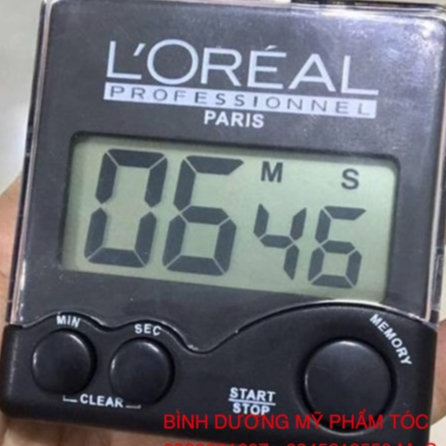 L'ORÉAL
PROFESSIONNEL
PARIS
M S
06 46
MIN SEC MEMORY
CLEAR
START
STOP
BÌNH DƯƠNG MỸ PHẨM TÓC